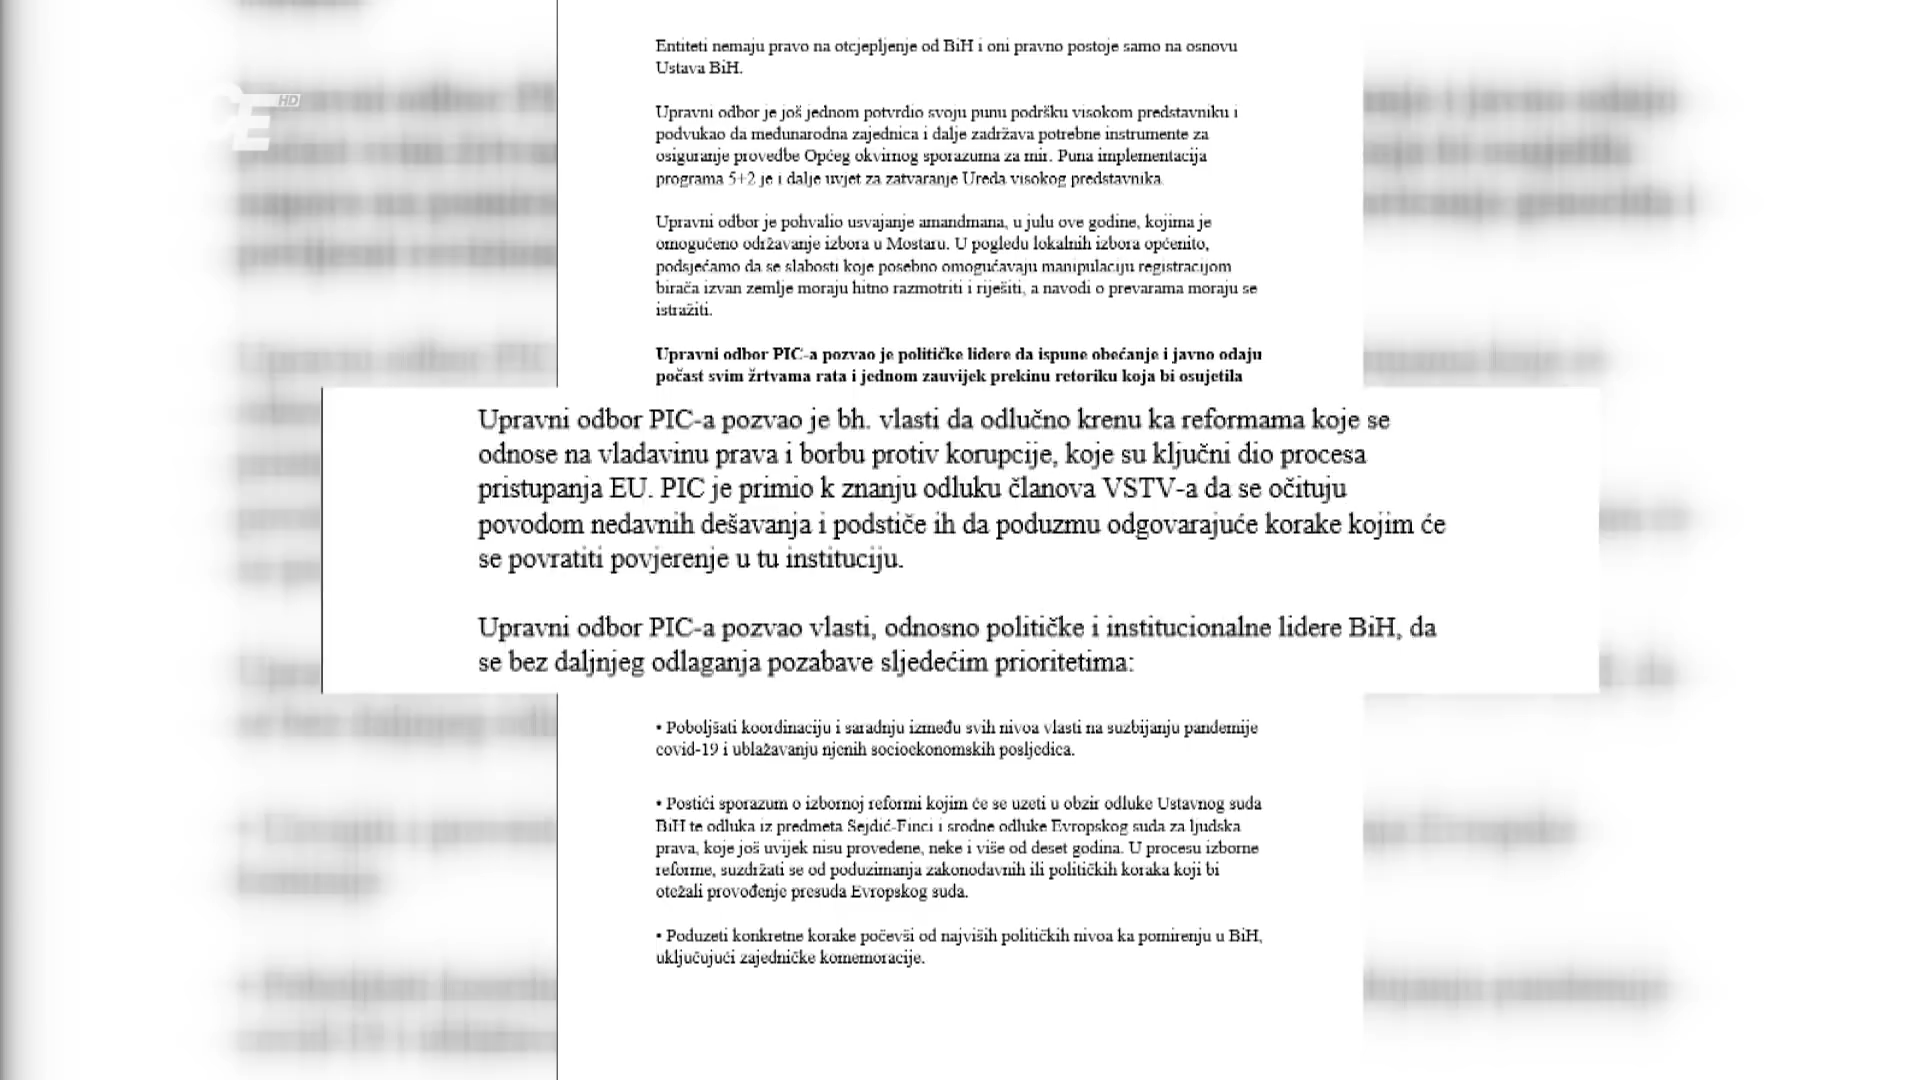 Entiteti nemaju pravo na otcjepljenje od BiH i oni pravno postoje samo na osnovu
Ustava BiH.
Upravni odbor je još jednom potvrdio svoju punu podršku visokom predstavniku i
podvukao da međunarodna zajednica i dalje zadržava potrebne instrumente za
osiguranje provedbe Općeg okvirnog sporazuma za mir. Puna implementacija
programa 5+2 je i dalje uvjet za zatvaranje Ureda visokog predstavnika.
Upravni odbor je pohvalio usvajanje amandmana, u julu ove godine, kojima je
omogućeno održavanje izbora u Mostaru. U pogledu lokalnih izbora općenito,
podsjećamo da se slabosti koje posebno omogućavaju manipulaciju registracijom
birača izvan zemlje moraju hitno razmotriti i riješiti, a navodi o prevarama moraju se
istražiti.
Upravni odbor PIC-a pozvao je političke lidere da ispune obećanje i javno odaju
počast svim žrtvama rata i jednom zauvijek prekinu retoriku koja bi osujetila
Upravni odbor PIC-a pozvao je bh. vlasti da odlučno krenu ka reformama koje se
odnose na vladavinu prava i borbu protiv korupcije, koje su ključni dio procesa
pristupanja EU. PIC je primio k znanju odluku članova VSTV-a da se očituju
povodom nedavnih dešavanja i podstiče ih da poduzmu odgovarajuće korake kojim će
se povratiti povjerenje u tu instituciju.
Upravni odbor PIC-a pozvao vlasti, odnosno političke i institucionalne lidere BiH, da
se bez daljnjeg odlaganja pozabave sljedećim prioritetima:
• Poboljšati koordinaciju i saradnju između svih nivoa vlasti na suzbijanju pandemije
covid-19 i ublažavanju njenih socioekonomskih posljedica.
• Postići sporazum o izbornoj reformi kojim će se uzeti u obzir odluke Ustavnog suda
BiH te odluka iz predmeta Sejdić-Finci i srodne odluke Evropskog suda za ljudska
prava, koje još uvijek nisu provedene, neke i više od deset godina. U procesu izborne
reforme, suzdržati se od poduzimanja zakonodavnih ili političkih koraka koji bi
otežali provođenje presuda Evropskog suda.
• Poduzeti konkretne korake počevši od najviših političkih nivoa ka pomirenju u BiH,
uključujući zajedničke komemoracije.
HD